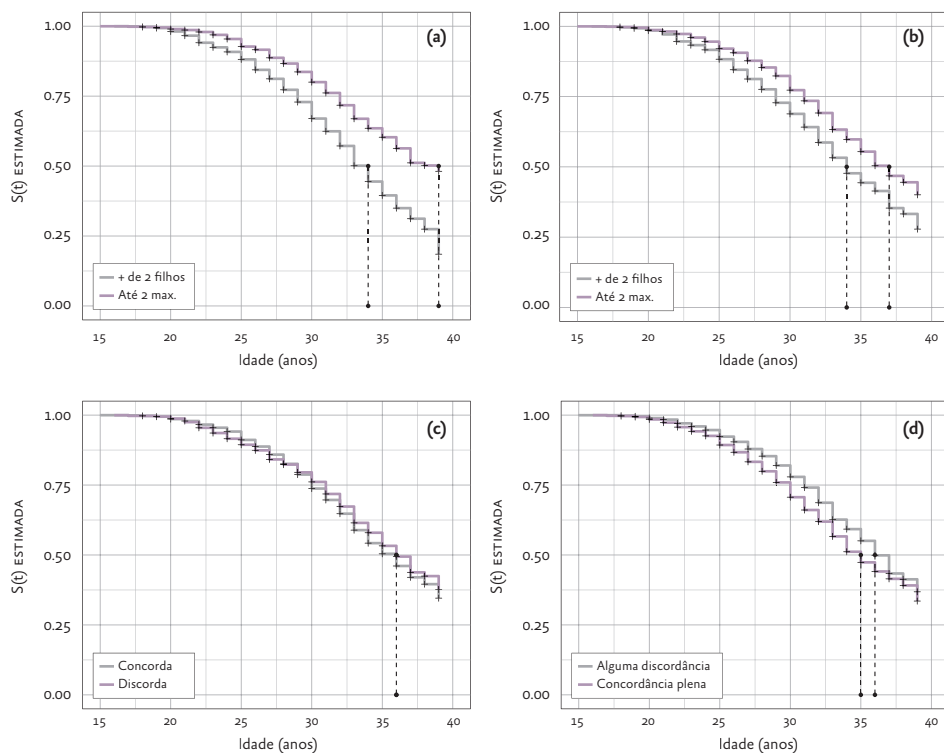 (a)
1.00
0.75
0.50
0.25
0.00
S(t) ESTIMADA
+ de 2 filhos
Até 2 max.
15 20 25 30 35 40
Idade (anos)
(b)
1.00
0.75
0.50
0.25
0.00
S(t) ESTIMADA
+ de 2 filhos
Até 2 max.
15 20 25 30 35 40
Idade (anos)
(c)
1.00
0.75
0.50
0.25
0.00
S(t) ESTIMADA
Concorda
Discorda
15 20 25 30 35 40
Idade (anos)
(d)
1.00
0.75
0.50
0.25
0.00
S(t) ESTIMADA
Alguma discordância
Concordância plena
15 20 25 30 35 40
Idade (anos)